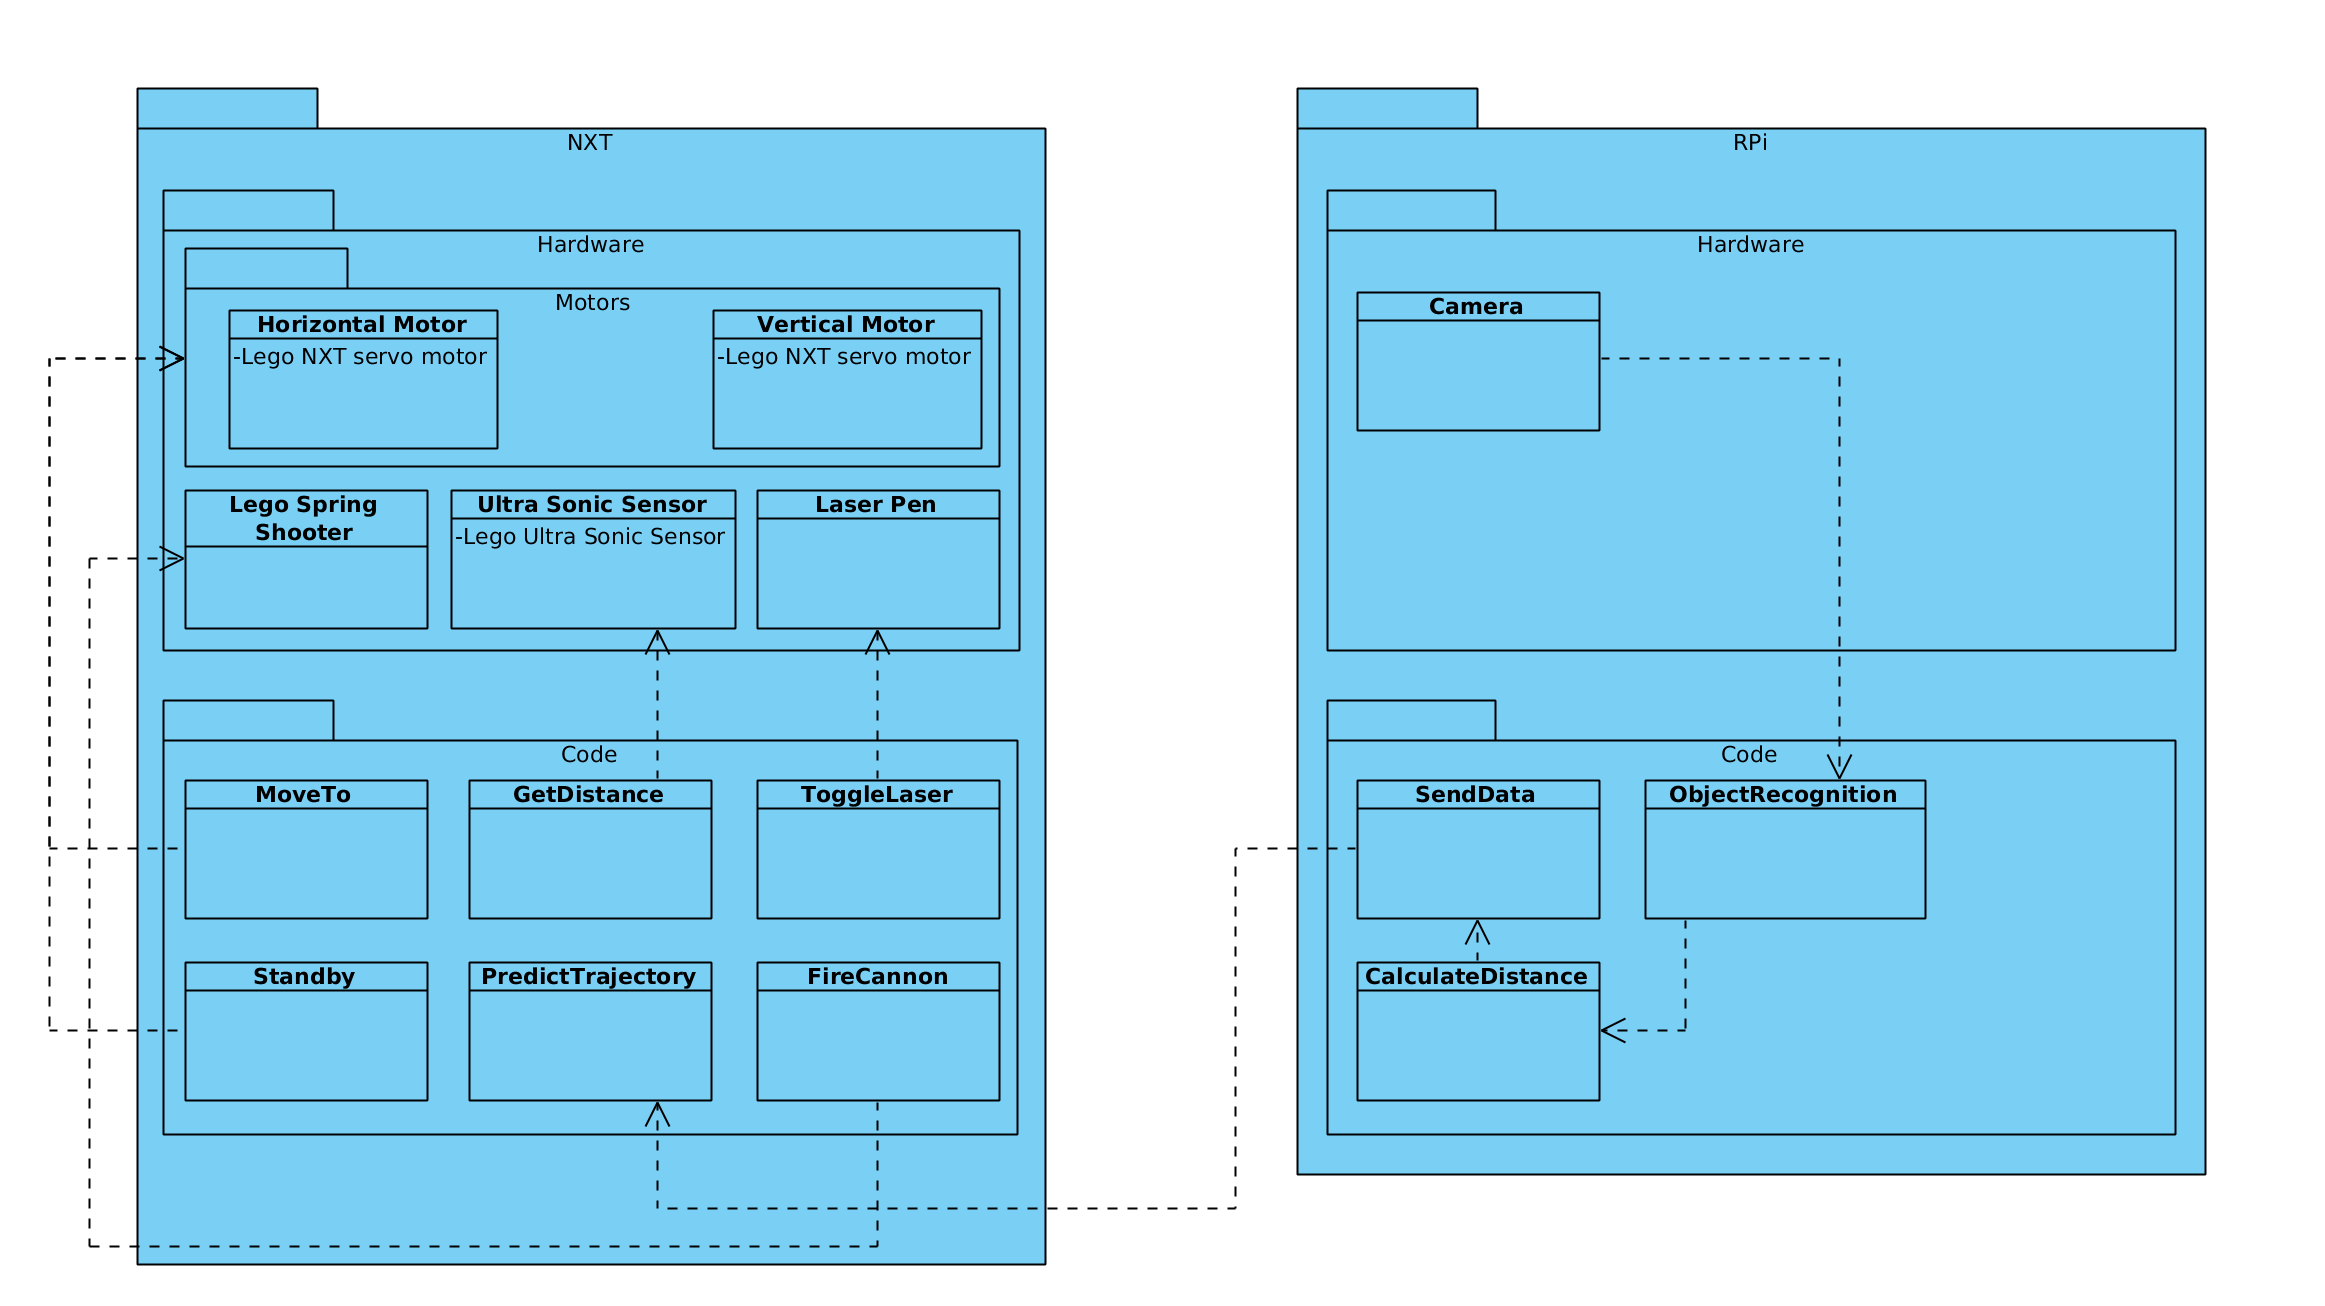 NXT
Hardware
Motors
Horizontal Motor
-Lego NXT servo motor
Vertical Motor
-Lego NXT servo motor
Lego Spring
Shooter
Ultra Sonic Sensor
-Lego Ultra Sonic Sensor
Laser Pen
Code
MoveTo
GetDistance
ToggleLaser
Standby
PredictTrajectory
FireCannon
RPi
Hardware
Camera
Code
SendData
ObjectRecognition
CalculateDistance